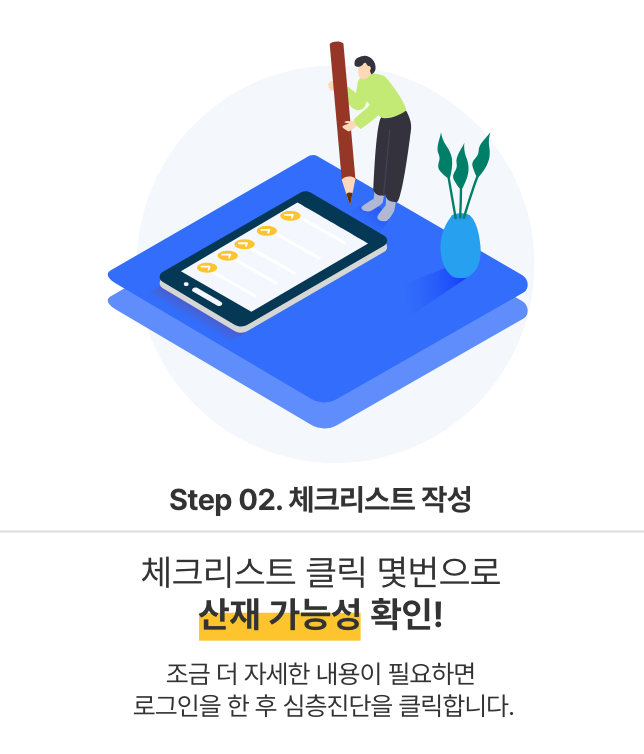 Step 02. 체크리스트 작성
체크리스트 클릭 몇번으로
산재 가능성 확인!
조금 더 자세한 내용이 필요하면
로그인을 한 후 심층진단을 클릭합니다.